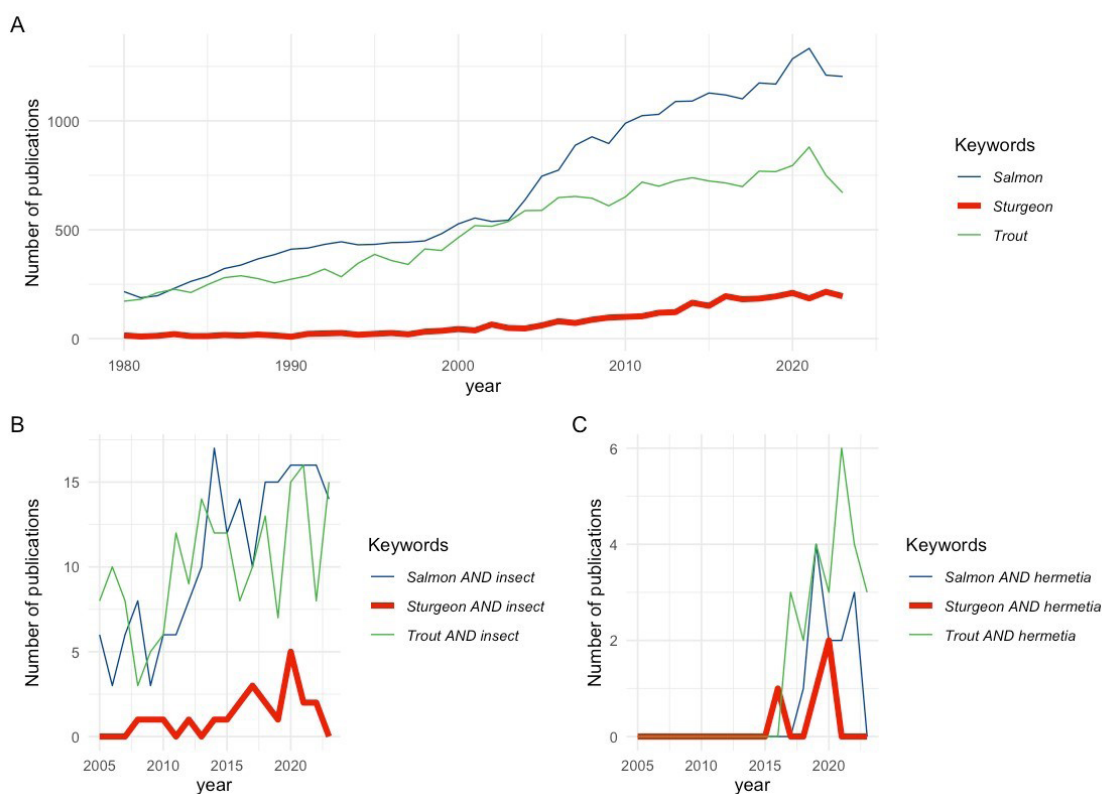 A
Number of publications
1000
500
0
1980
1990
2000
2010
2020
year
Keywords
Salmon
Sturgeon
Trout
B
Number of publications
15
10
5
0
2005
2010
2015
2020
year
Keywords
Salmon AND insect
Sturgeon AND insect
Trout AND insect
C
Number of publications
6
4
2
0
2005
2010
2015
2020
year
Keywords
Salmon AND hermetia
Sturgeon AND hermetia
Trout AND hermetia